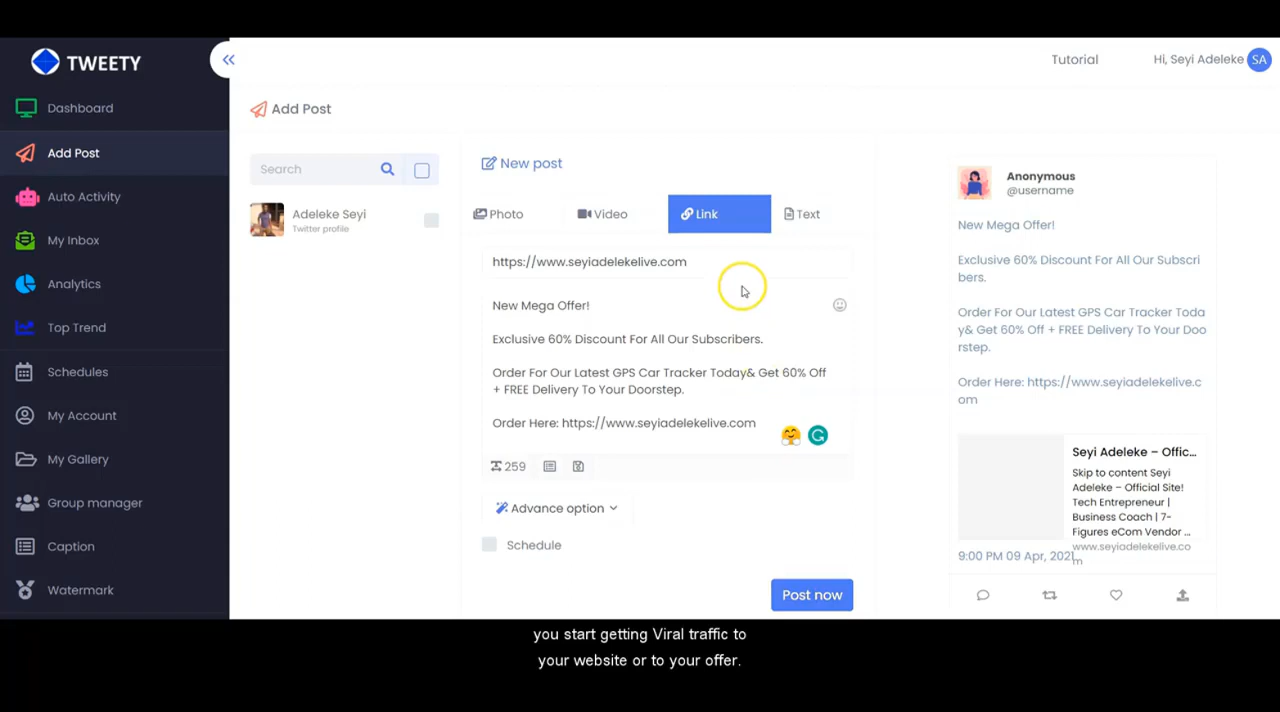 TWEETY
Tutorial
Hi, Seyi Adeleke
SA
Dashboard
Add Post
Auto Activity
My Inbox
Analytics
Top Trend
Schedules
My Account
My Gallery
Group manager
Caption
Watermark
Add Post
Search
Adeleke Seyi
Twitter profile
New post
Photo
Video
Link
Text
https://www.seyiadelekelive.com
New Mega Offer!
Exclusive 60% Discount For All Our Subscribers.
Order For Our Latest GPS Car Tracker Today& Get 60% Off
+ FREE Delivery To Your Doorstep.
Order Here: https://www.seyiadelekelive.com
259
Advance option
Schedule
Post now
Anonymous
@username
New Mega Offer!
Exclusive 60% Discount For All Our Subscri
bers.
Order For Our Latest GPS Car Tracker Toda
y& Get 60% Off + FREE Delivery To Your Doo
rstep.
Order Here: https://www.seyiadelekelive.c
om
Seyi Adeleke – Offic...
Skip to content Seyi
Adeleke – Official Site!
Tech Entrepreneur |
Business Coach | 7-
Figures eCom Vendor ...
www.seyiadelekelive.co
m
9:00 PM 09 Apr, 2021
you start getting Viral traffic to
your website or to your offer.